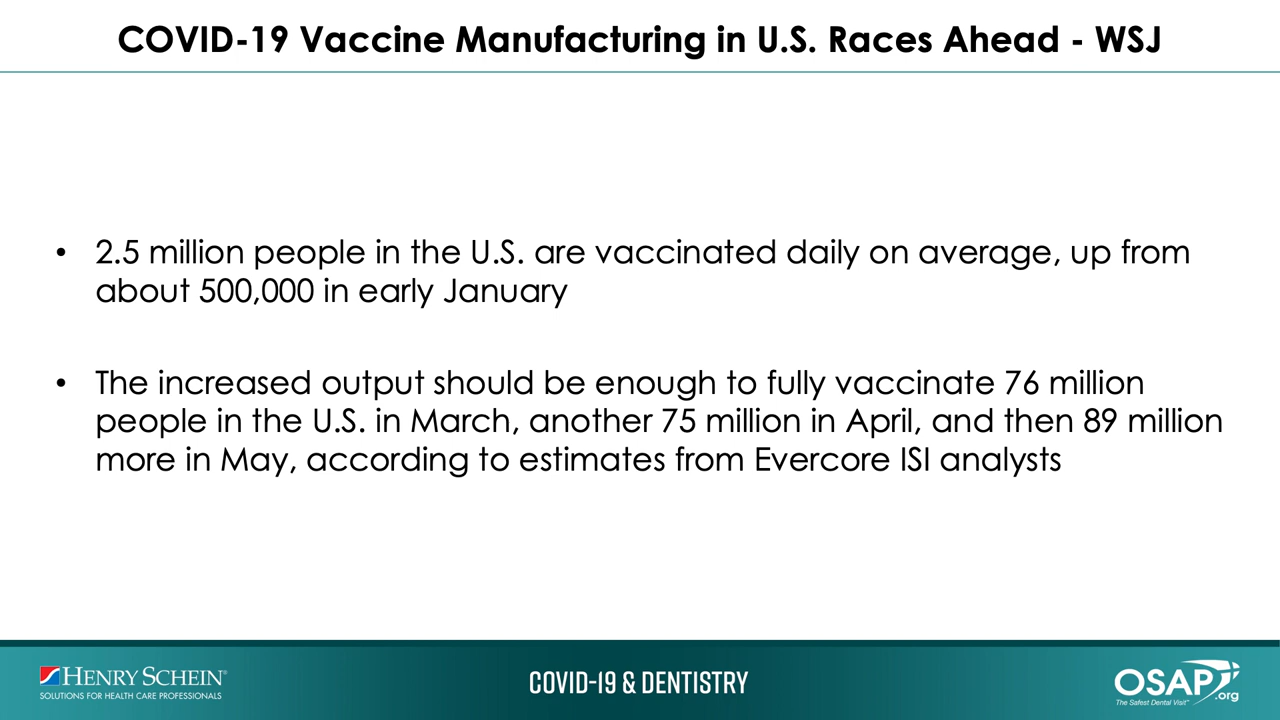 COVID-19 Vaccine Manufacturing in U.S. Races Ahead - WSJ
• 2.5 million people in the U.S. are vaccinated daily on average, up from
about 500,000 in early January
• The increased output should be enough to fully vaccinate 76 million
people in the U.S. in March, another 75 million in April, and then 89 million
more in May, according to estimates from Evercore ISI analysts
HENRY SCHEIN®
SOLUTIONS FOR HEALTH CARE PROFESSIONALS
COVID-19 & DENTISTRY
OSAP.org
The Safest Dental Visit™